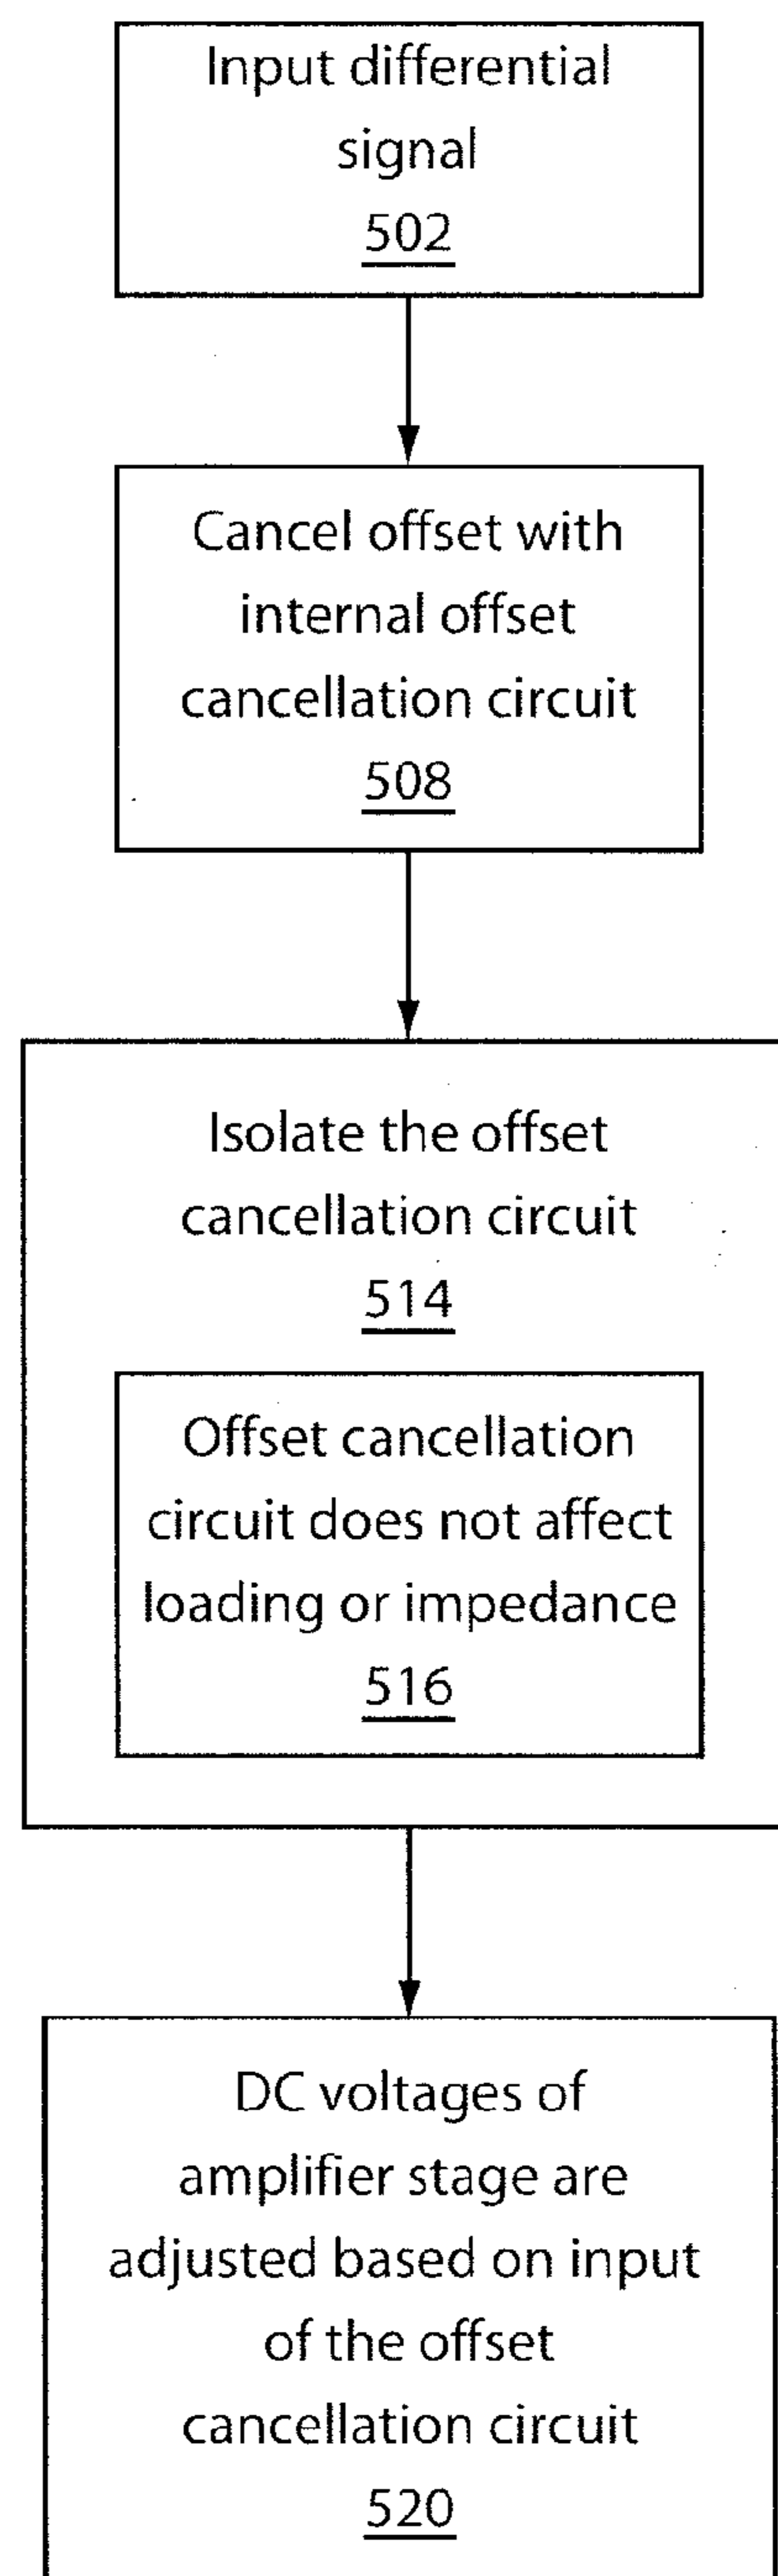 Input differential
signal
502
Cancel offset with
internal offset
cancellation circuit
508
Isolate the offset
cancellation circuit
514
Offset cancellation
circuit does not affect
loading or impedance
516
DC voltages of
amplifier stage are
adjusted based on input
of the offset
cancellation circuit
520